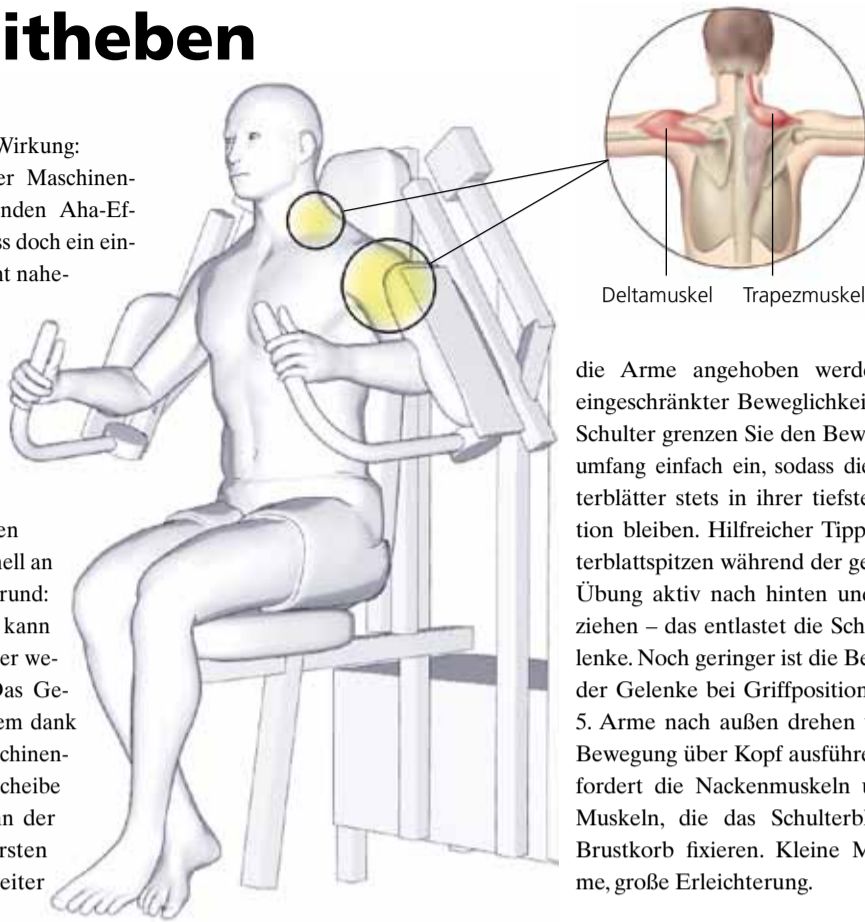 itheben
Wirkung:
er Maschinen-
nden Aha-Ef-
ss doch ein ein-
nt nahe-
en
nell an
rund:
kann
er we-
Das Ge-
em dank
chinen-
cheibe
nn der
rsten
eiter
Deltamuskel Trapezmuskel
die Arme angehoben werde
eingeschränkter Beweglichkei
Schulter grenzen Sie den Bew
umfang einfach ein, sodass die
terblätter stets in ihrer tiefste
tion bleiben. Hilfreicher Tipp
terblattspitzen während der ge
Übung aktiv nach hinten und
ziehen – das entlastet die Sch
lenke. Noch geringer ist die Be
der Gelenke bei Griffposition
5. Arme nach außen drehen
Bewegung über Kopf ausführe
fordert die Nackenmuskeln u
Muskeln, die das Schulterbl
Brustkorb fixieren. Kleine M
me, große Erleichterung.